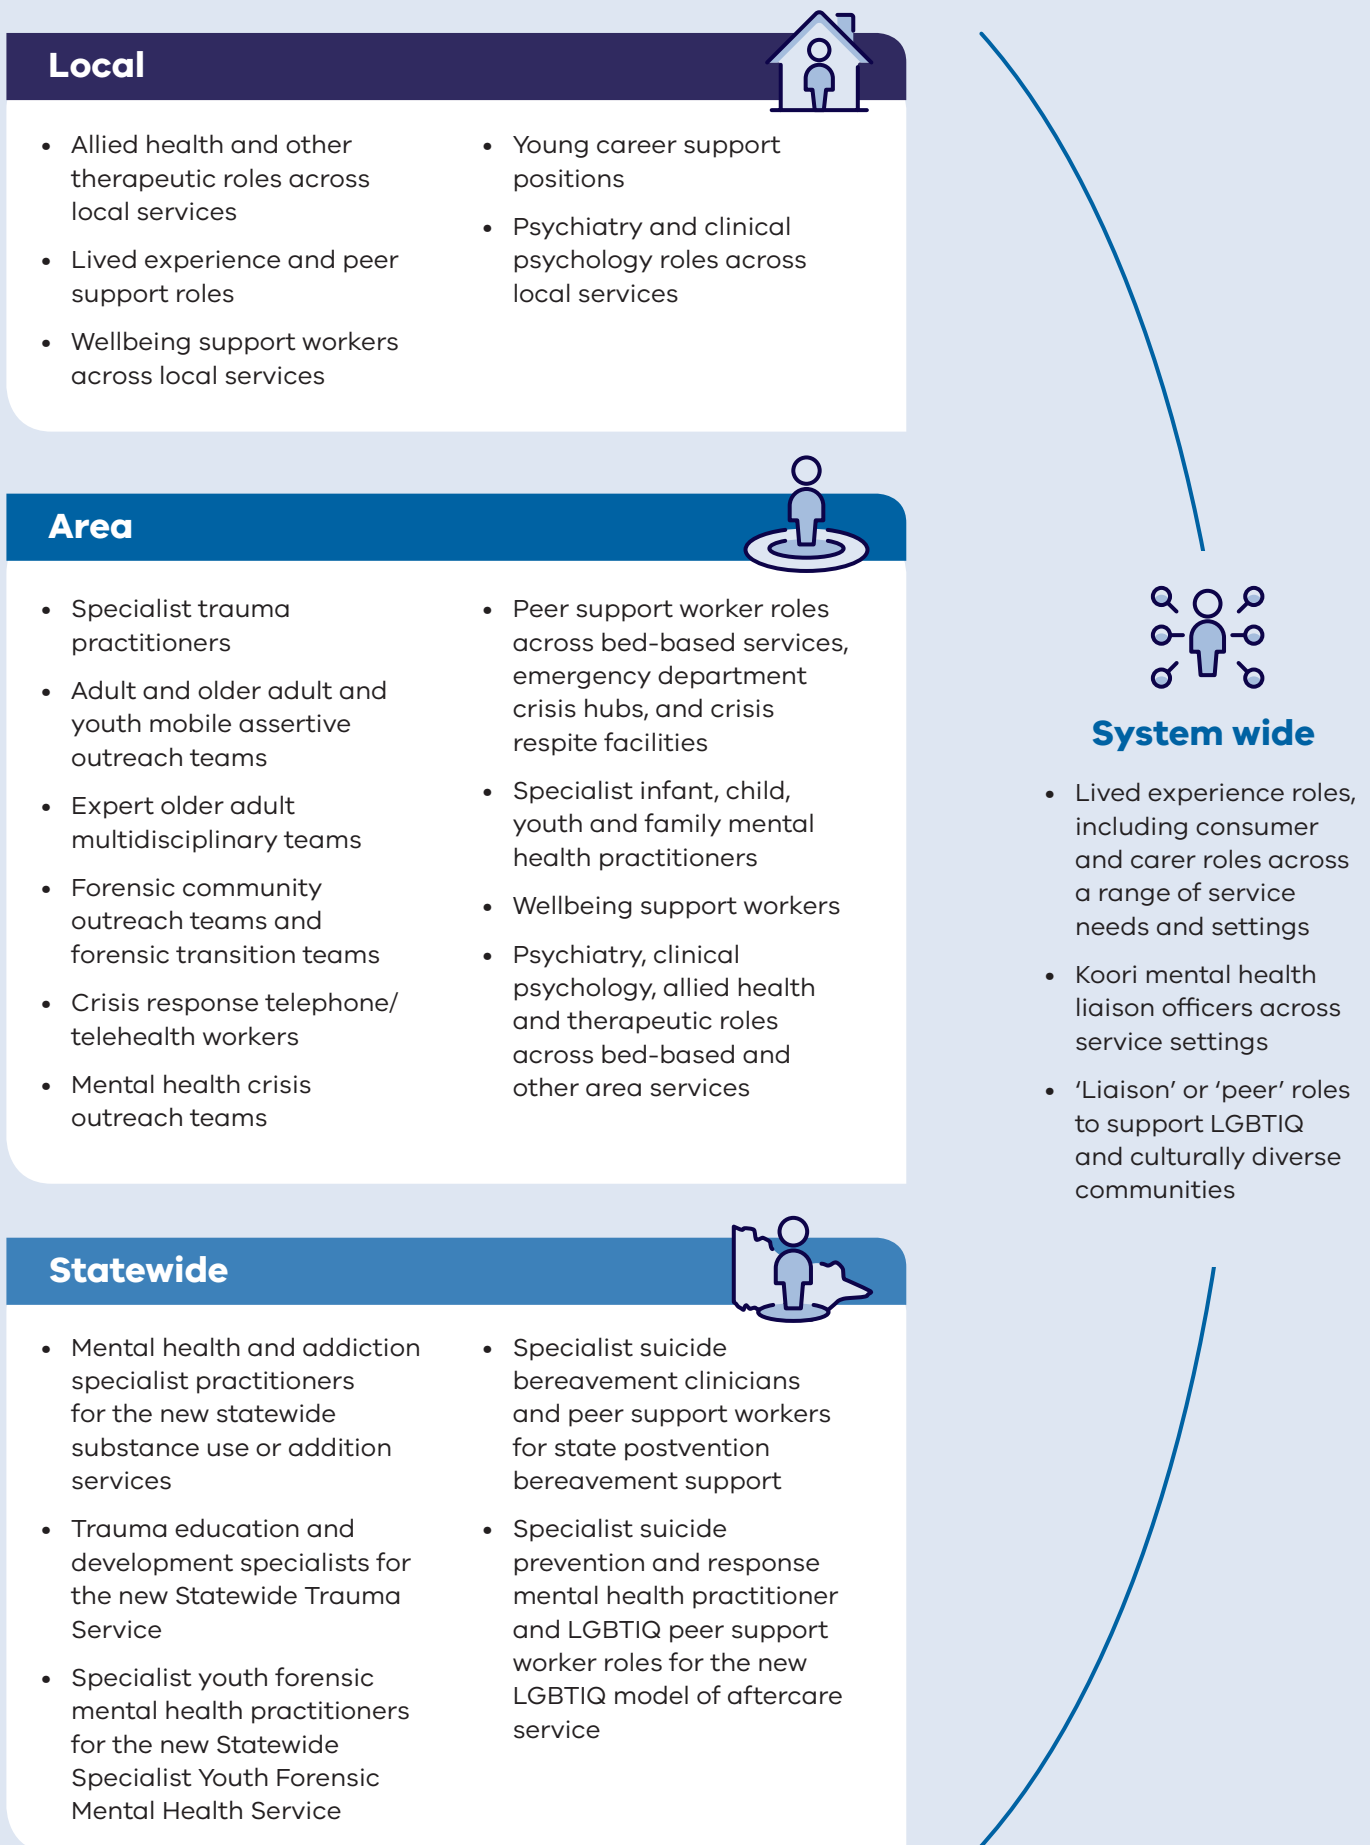 Local
• Allied health and other
therapeutic roles across
local services
• Lived experience and peer
support roles
• Wellbeing support workers
across local services
• Young career support
positions
• Psychiatry and clinical
psychology roles across
local services
Area
• Specialist trauma
practitioners
• Adult and older adult and
youth mobile assertive
outreach teams
• Expert older adult
multidisciplinary teams
• Forensic community
outreach teams and
forensic transition teams
• Crisis response telephone/
telehealth workers
• Mental health crisis
outreach teams
• Peer support worker roles
across bed-based services,
emergency department
crisis hubs, and crisis
respite facilities
• Specialist infant, child,
youth and family mental
health practitioners
• Wellbeing support workers
• Psychiatry, clinical
psychology, allied health
and therapeutic roles
across bed-based and
other area services
Statewide
• Mental health and addiction
specialist practitioners
for the new statewide
substance use or addition
services
• Trauma education and
development specialists for
the new Statewide Trauma
Service
• Specialist youth forensic
mental health practitioners
for the new Statewide
Specialist Youth Forensic
Mental Health Service
• Specialist suicide
bereavement clinicians
and peer support workers
for state postvention
bereavement support
• Specialist suicide
prevention and response
mental health practitioner
and LGBTIQ peer support
worker roles for the new
LGBTIQ model of aftercare
service
System wide
• Lived experience roles,
including consumer
and carer roles across
a range of service
needs and settings
• Koori mental health
liaison officers across
service settings
• ‘Liaison’ or ‘peer’ roles
to support LGBTIQ
and culturally diverse
communities